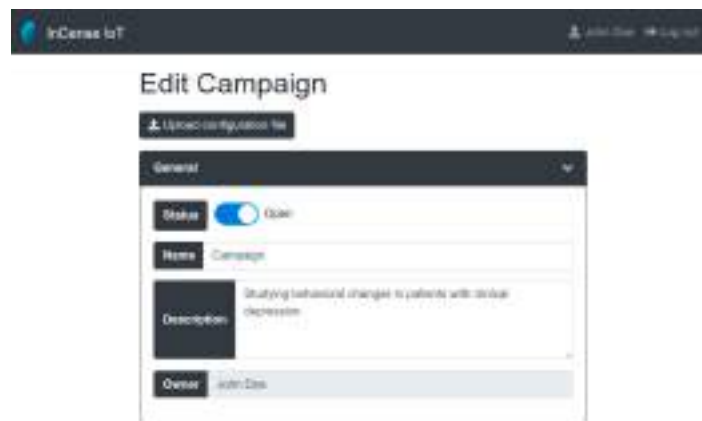 InCense IoT
John Doe Log out
Edit Campaign
Upload configuration file
General
Status Open
Name Campaign
Description Studying behavioral changes in patients with clinical
depression
Owner John Doe